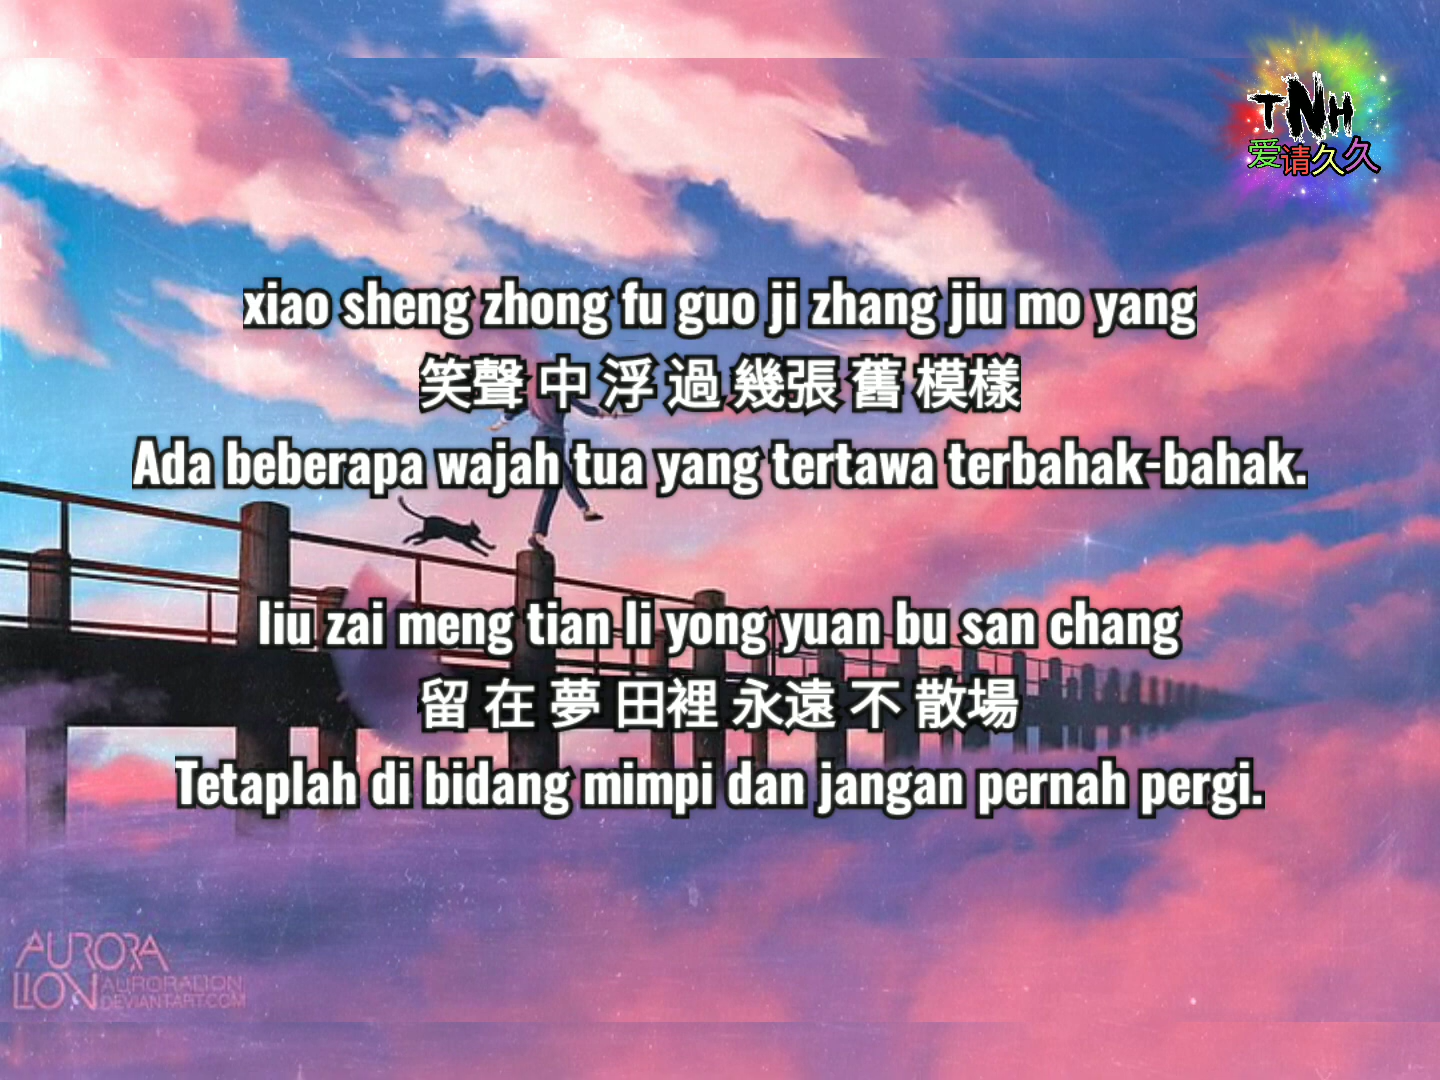 TNH
爱请久久
xiao sheng zhong fu guo ji zhang jiu mo yang
笑聲 中 浮 過 幾張 舊 模樣
Ada beberapa wajah tua yang tertawa terbahak-bahak.
liu zai meng tian li yong yuan bu san chang
留 在 夢 田裡 永遠 不 散場
Tetaplah di bidang mimpi dan jangan pernah pergi.
AURORA
LION AURORALION
DEVIANTART.COM